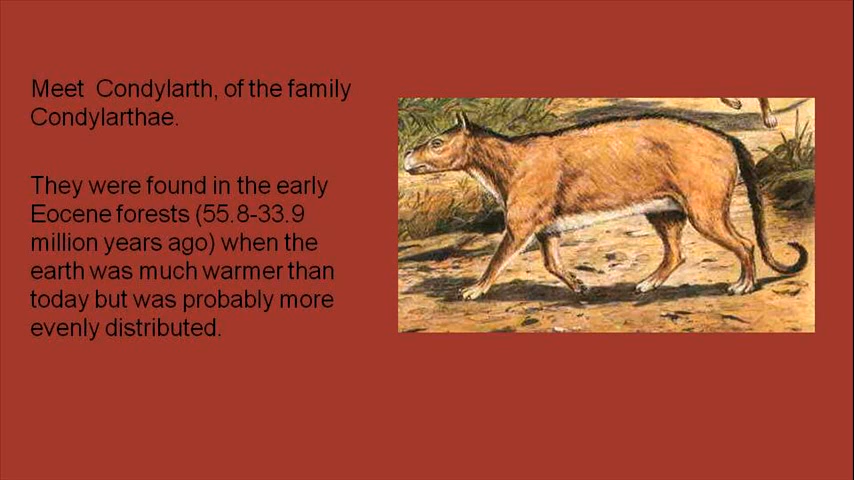 Meet  Condylarth, of the family
Condylarthae.
They were found in the early
Eocene forests (55.8-33.9
million years ago) when the
earth was much warmer than
today but was probably more
evenly distributed.